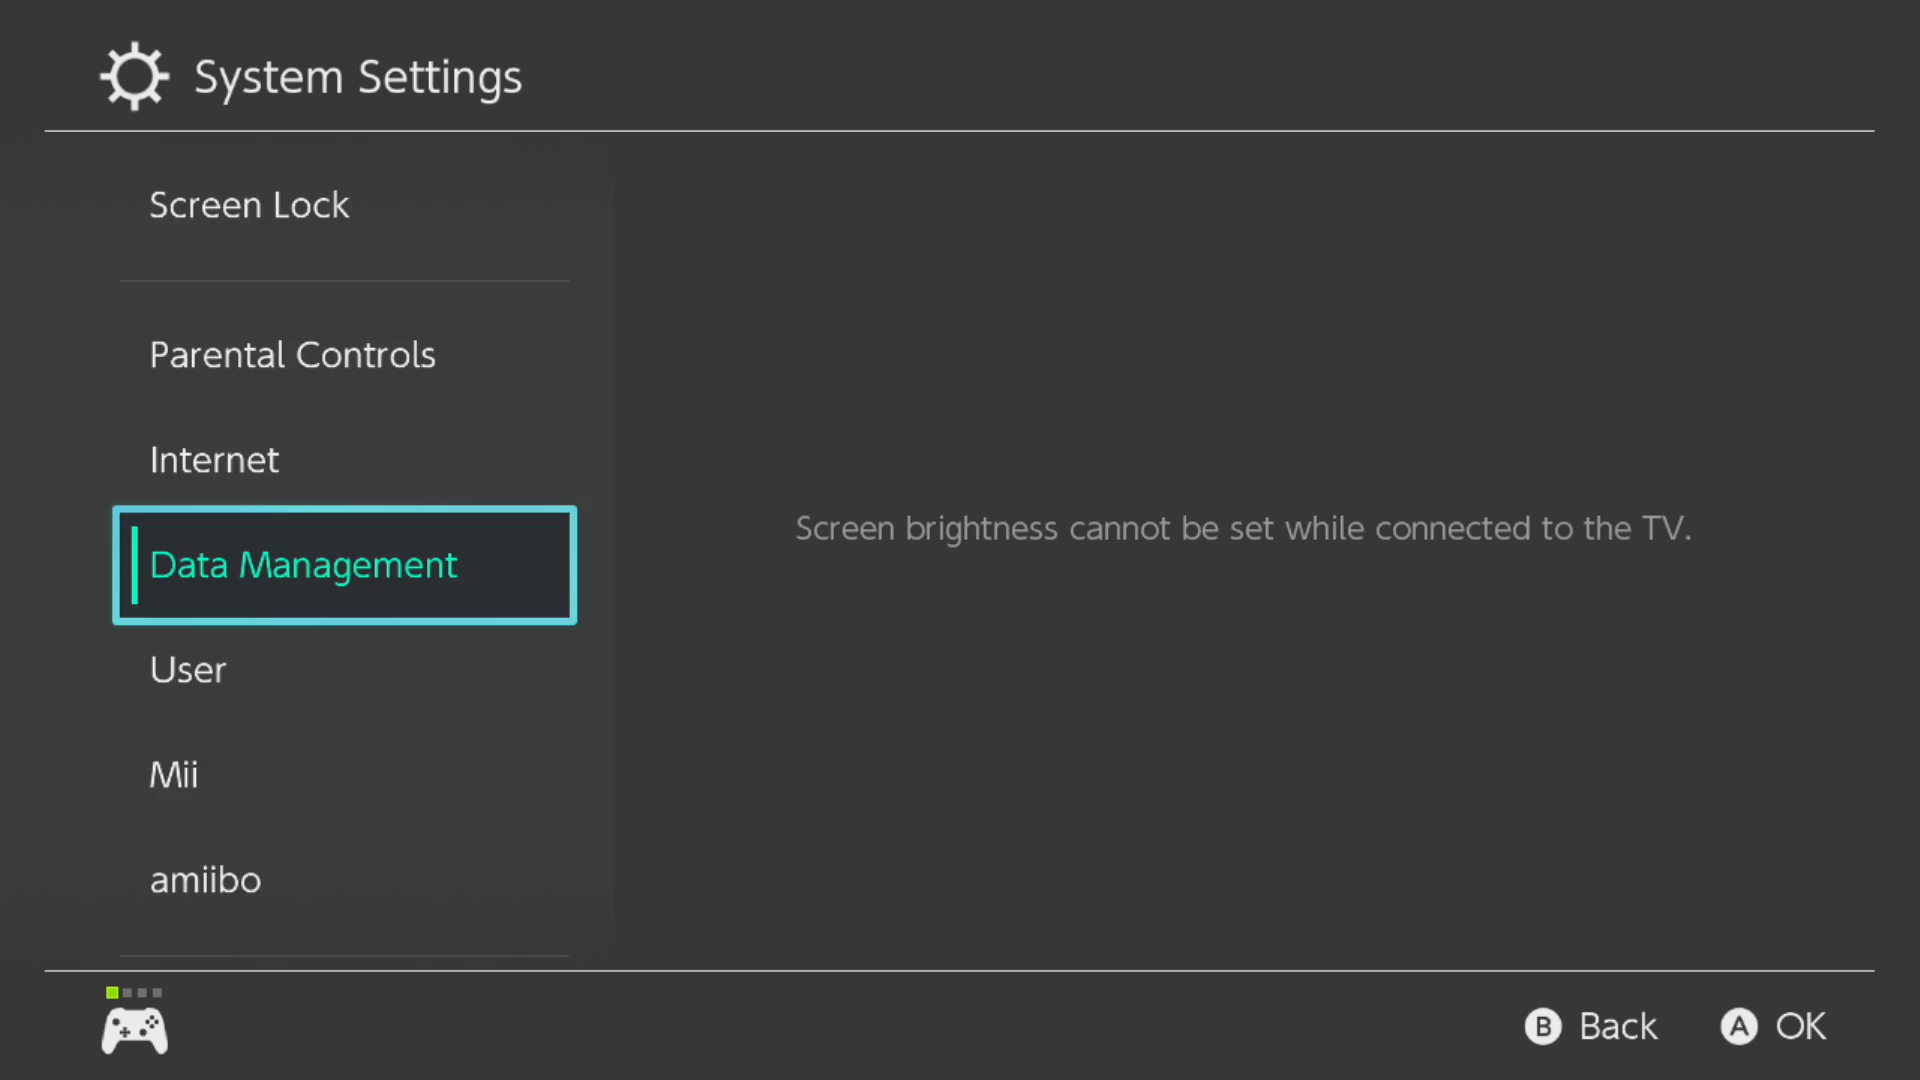 System Settings
Screen Lock
Parental Controls
Internet
Data Management
User
Mii
amiibo
Screen brightness cannot be set while connected to the TV.
B Back A OK